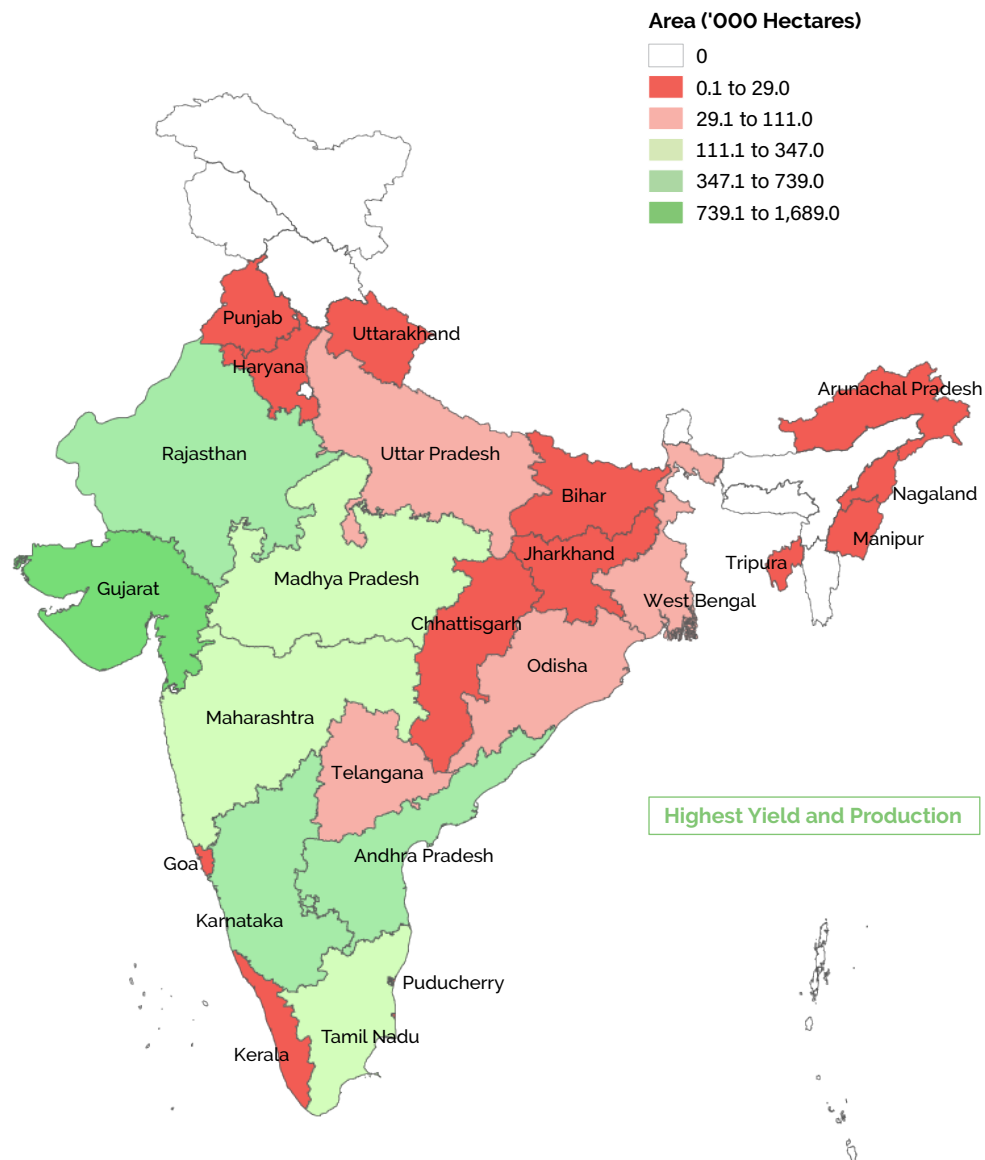 Area ('000 Hectares)
0
0.1 to 29.0
29.1 to 111.0
111.1 to 347.0
347.1 to 739.0
739.1 to 1,689.0
Punjab
Uttarakhand
Haryana
Arunachal Pradesh
Rajasthan
Uttar Pradesh
Bihar
Nagaland
Manipur
Jharkhand
Tripura
Madhya Pradesh
Gujarat
West Bengal
Chhattisgarh
Odisha
Maharashtra
Telangana
Highest Yield and Production
Andhra Pradesh
Goa
Karnataka
Puducherry
Tamil Nadu
Kerala